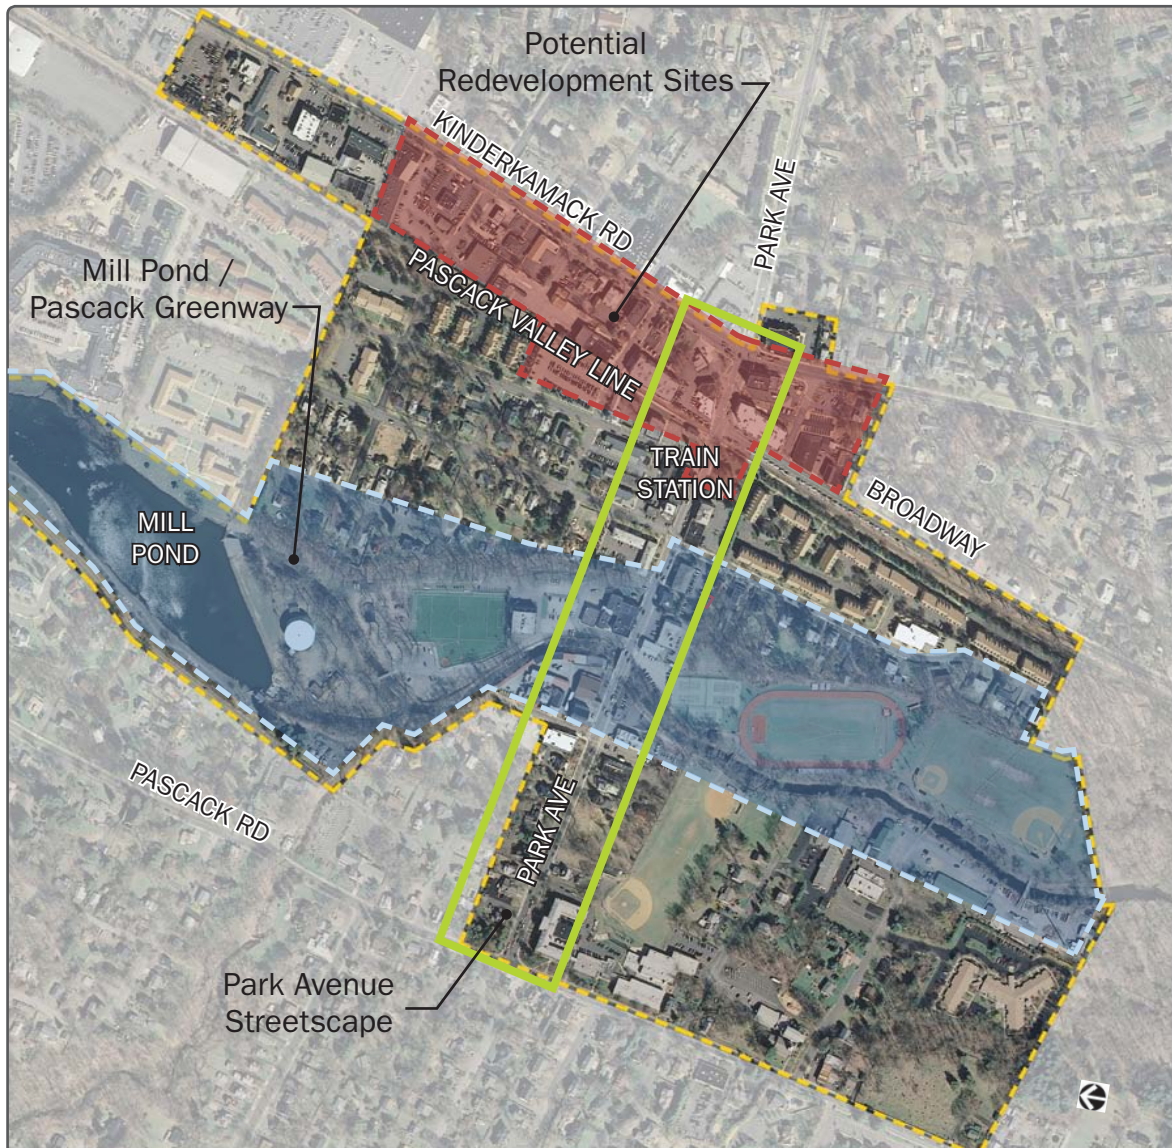 Potential
Redevelopment Sites
KINDERKAMACK RD
PARK AVE
Mill Pond /
Pascack Greenway
PASCACK VALLEY LINE
TRAIN
STATION
BROADWAY
MILL
POND
PASCACK RD
PARK AVE
Park Avenue
Streetscape